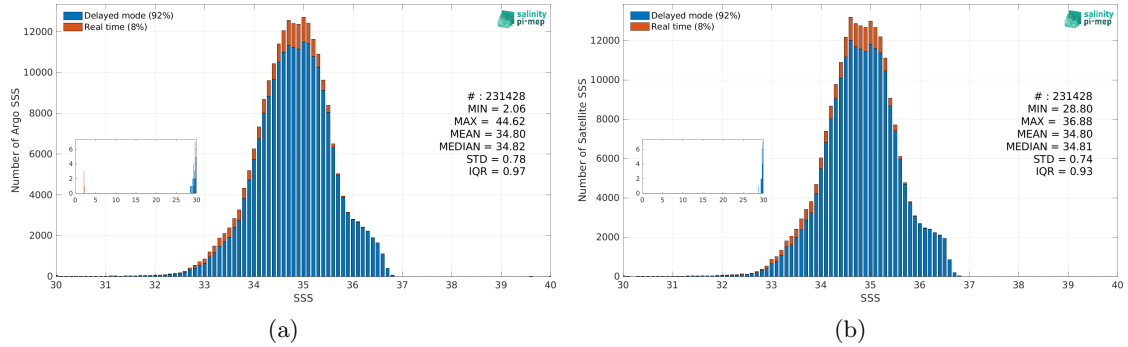 Delayed mode (92%)
Real time (8%)
salinity
pi-mep
12000
10000
8000
6000
4000
2000
0
Number of Argo SSS
# : 231428
MIN = 2.06
MAX = 44.62
MEAN = 34.80
MEDIAN = 34.82
STD = 0.78
IQR = 0.97
6
4
2
0
0 5 10 15 20 25 30
30 31 32 33 34 35 36 37 38 39 40
SSS
(a)
Delayed mode (92%)
Real time (8%)
salinity
pi-mep
12000
10000
8000
6000
4000
2000
0
Number of Satellite SSS
# : 231428
MIN = 28.80
MAX = 36.88
MEAN = 34.80
MEDIAN = 34.81
STD = 0.74
IQR = 0.93
6
4
2
0
0 5 10 15 20 25 30
30 31 32 33 34 35 36 37 38 39 40
SSS
(b)